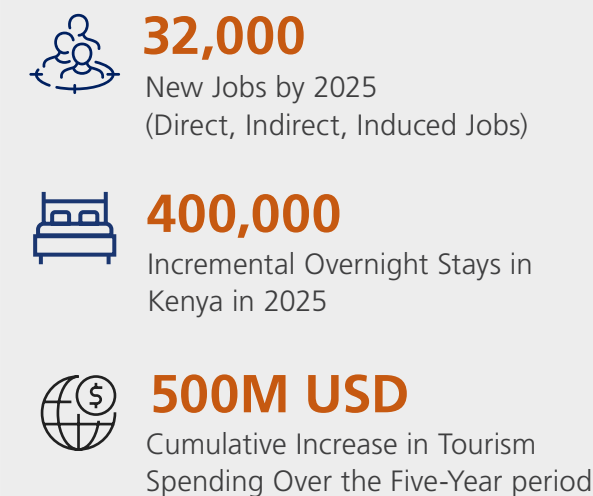 32,000
New Jobs by 2025
(Direct, Indirect, Induced Jobs)
400,000
Incremental Overnight Stays in
Kenya in 2025
$
500M USD
Cumulative Increase in Tourism
Spending Over the Five-Year period